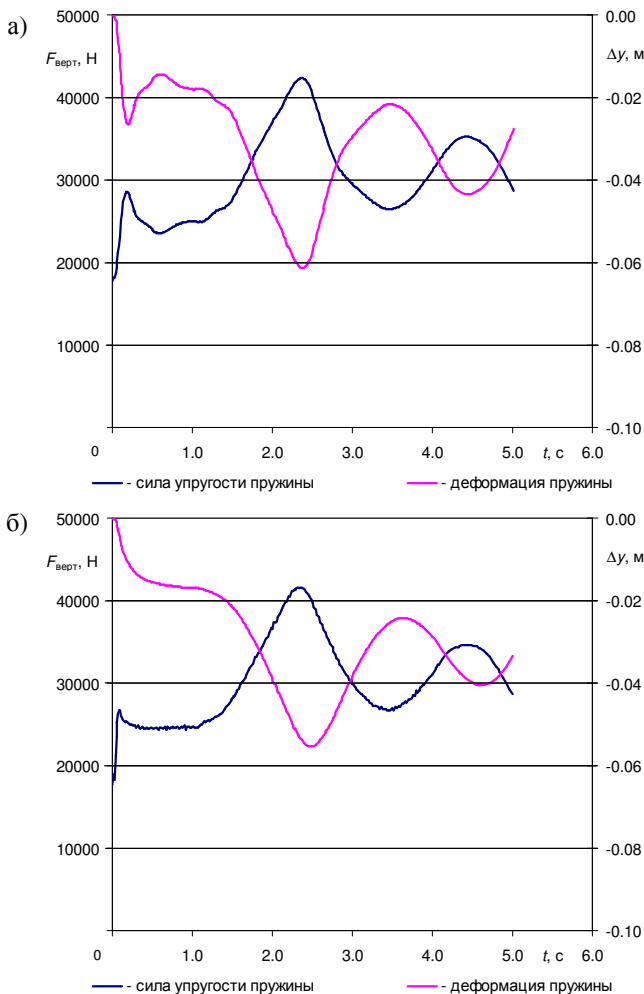 а)
50000 0.00
Fверт, Н Δy, м
40000 -0.02
30000 -0.04
20000 -0.06
10000 -0.08
-0.10
0 1.0 2.0 3.0 4.0 5.0 t, с 6.0
- сила упругости пружины - деформация пружины
б)
50000 0.00
Fверт, Н Δy, м
40000 -0.02
30000 -0.04
20000 -0.06
10000 -0.08
-0.10
0 1.0 2.0 3.0 4.0 5.0 t, с 6.0
- сила упругости пружины - деформация пружины